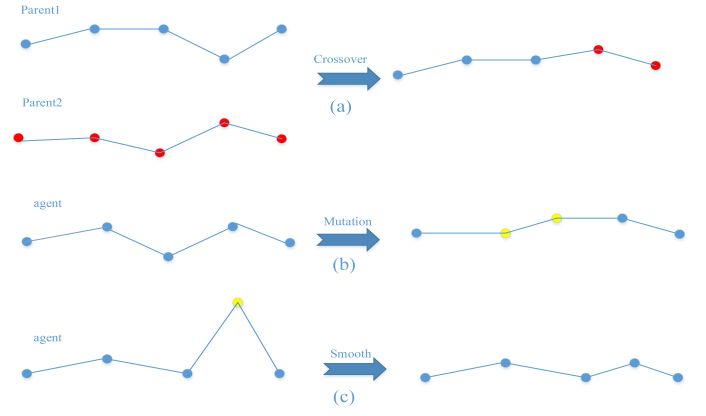 Parent1
Crossover
(a)
Parent2
agent
Mutation
(b)
agent
Smooth
(c)